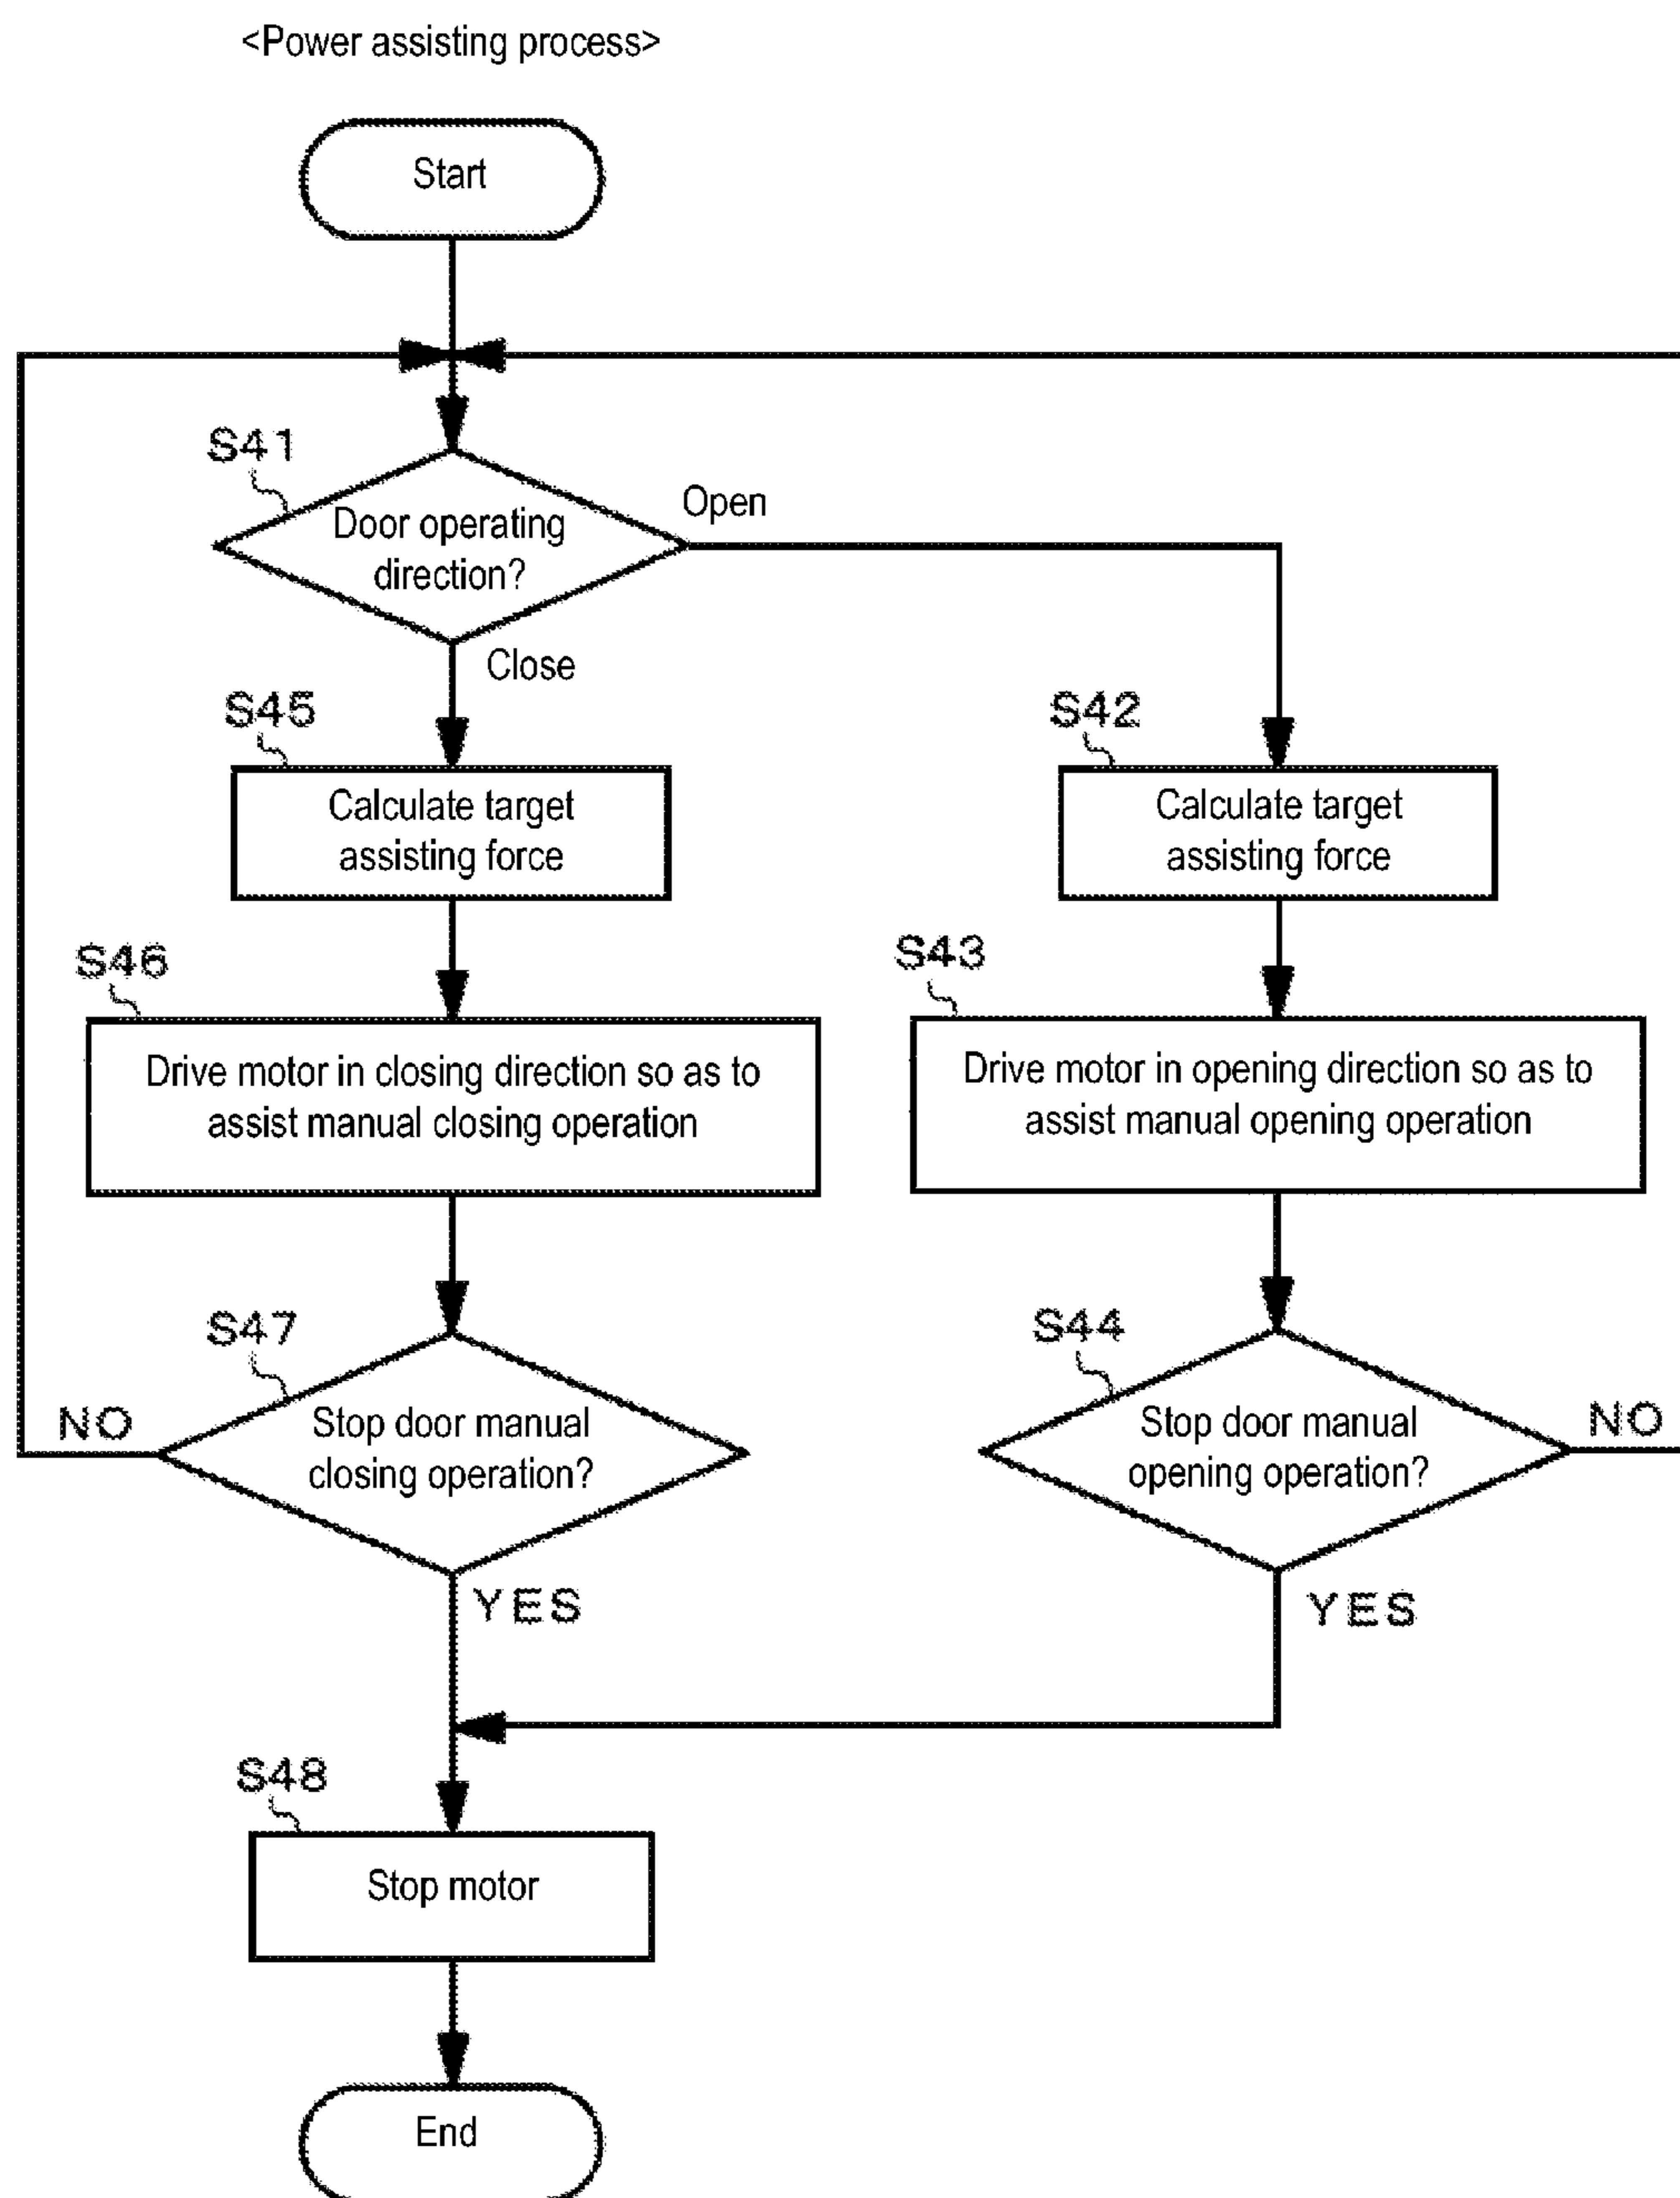 <Power assisting process>
Start
S41
Door operating
direction?
Open
Close
S45
Calculate target
assisting force
S42
Calculate target
assisting force
S46
Drive motor in closing direction so as to
assist manual closing operation
S43
Drive motor in opening direction so as to
assist manual opening operation
S47
Stop door manual
closing operation?
NO
YES
S44
Stop door manual
opening operation?
NO
YES
S48
Stop motor
End